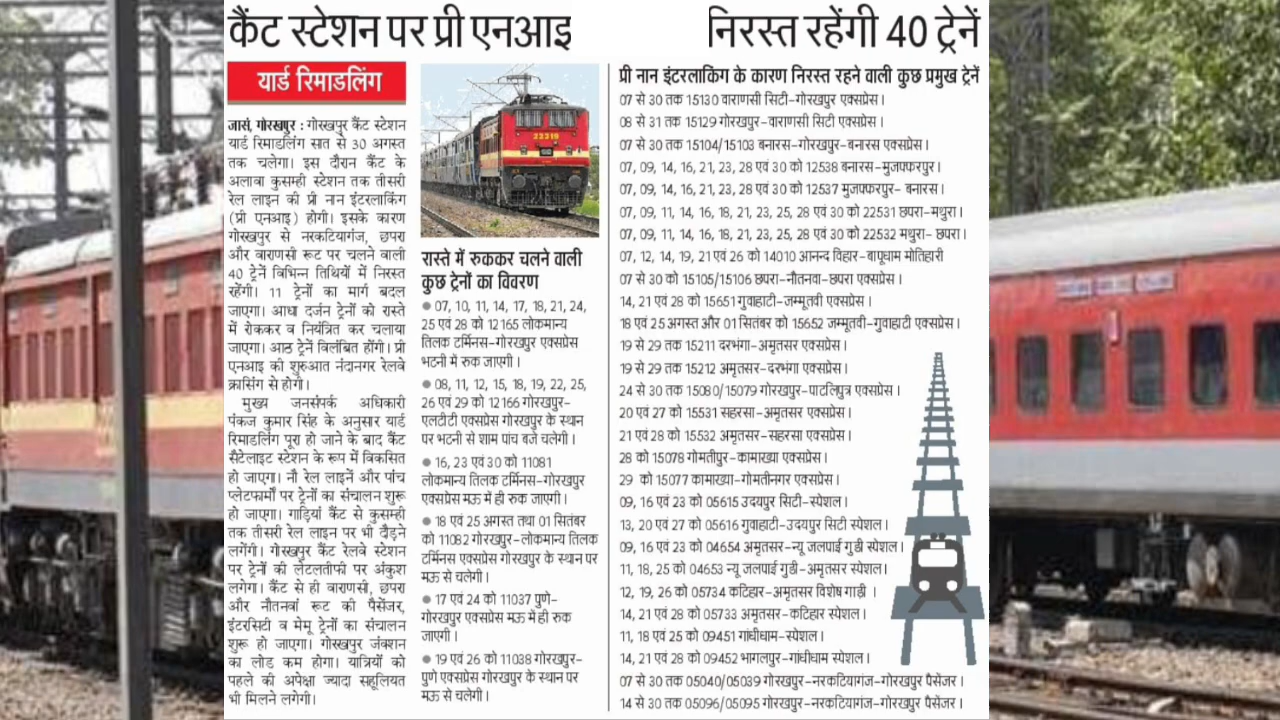 कैंट स्टेशन पर प्री एनआइ
निरस्त रहेंगी 40 ट्रेनें
यार्ड रिमाडलिंग
जासं, गोरखपुर : गोरखपुर कैंट स्टेशन
यार्ड रिमाडलिंग सात से 30 अगस्त
तक चलेगा। इस दौरान कैंट के
अलावा कुसम्ही स्टेशन तक तीसरी
रेल लाइन की प्री नान इंटरलाकिंग
(प्री एनआइ) होगी। इसके कारण
गोरखपुर से नरकटियागंज, छपरा
और वाराणसी रूट पर चलने वाली
40 ट्रेनें विभिन्न तिथियों में निरस्त
रहेंगी। 11 ट्रेनों का मार्ग बदल
जाएगा। आधा दर्जन ट्रेनों को रास्ते
में रोककर व नियंत्रित कर चलाया
जाएगा। आठ ट्रेनें विलंबित होंगी। प्री
एनआइ की शुरुआत नंदानगर रेलवे
क्रासिंग से होगी।
मुख्य जनसंपर्क अधिकारी
पंकज कुमार सिंह के अनुसार यार्ड
रिमाडलिंग पूरा हो जाने के बाद कैंट
सैटेलाइट स्टेशन के रूप में विकसित
हो जाएगा। नौ रेल लाइनें और पांच
प्लेटफार्मों पर ट्रेनों का संचालन शुरू
हो जाएगा। गाड़ियां कैंट से कुसम्ही
तक तीसरी रेल लाइन पर भी दौड़ने
लगेंगी। गोरखपुर कैंट रेलवे स्टेशन
पर ट्रेनों की लेटलतीफी पर अंकुश
लगेगा। कैंट से ही वाराणसी, छपरा
और नौतनवां रूट की पैसेंजर,
इंटरसिटी व मेमू ट्रेनों का संचालन
शुरू हो जाएगा। गोरखपुर जंक्शन
का लोड कम होगा। यात्रियों को
पहले की अपेक्षा ज्यादा सहूलियत
भी मिलने लगेगी।
22319
रास्ते में रुककर चलने वाली
कुछ ट्रेनों का विवरण
● 07, 10, 11, 14, 17, 18, 21, 24,
25 एवं 28 को 12165 लोकमान्य
तिलक टर्मिनस-गोरखपुर एक्सप्रेस
भटनी में रुक जाएगी।
● 08, 11, 12, 15, 18, 19, 22, 25,
26 एवं 29 को 12166 गोरखपुर-
एलटीटी एक्सप्रेस गोरखपुर के स्थान
पर भटनी से शाम पांच बजे चलेगी।
● 16, 23 एवं 30 को 11081
लोकमान्य तिलक टर्मिनस-गोरखपुर
एक्सप्रेस मऊ में ही रुक जाएगी।
● 18 एवं 25 अगस्त तथा 01 सितंबर
को 11082 गोरखपुर-लोकमान्य तिलक
टर्मिनस एक्सप्रेस गोरखपुर के स्थान पर
मऊ से चलेगी।
● 17 एवं 24 को 11037 पुणे-
गोरखपुर एक्सप्रेस मऊ में ही रुक
जाएगी।
● 19 एवं 26 को 11038 गोरखपुर-
पुणे एक्सप्रेस गोरखपुर के स्थान पर
मऊ से चलेगी।
प्री नान इंटरलाकिंग के कारण निरस्त रहने वाली कुछ प्रमुख ट्रेनें
07 से 30 तक 15130 वाराणसी सिटी-गोरखपुर एक्सप्रेस।
08 से 31 तक 15129 गोरखपुर-वाराणसी सिटी एक्सप्रेस।
07 से 30 तक 15104/15103 बनारस-गोरखपुर-बनारस एक्सप्रेस।
07, 09, 14, 16, 21, 23, 28 एवं 30 को 12538 बनारस-मुजफ्फरपुर।
07, 09, 14, 16, 21, 23, 28 एवं 30 को 12537 मुजफ्फरपुर- बनारस।
07, 09, 11, 14, 16, 18, 21, 23, 25, 28 एवं 30 को 22531 छपरा-मथुरा।
07, 09, 11, 14, 16, 18, 21, 23, 25, 28 एवं 30 को 22532 मथुरा- छपरा।
07, 12, 14, 19, 21 एवं 26 को 14010 आनन्द विहार-बापूधाम मोतिहारी
07 से 30 को 15105/15106 छपरा-नौतनवा-छपरा एक्सप्रेस।
14, 21 एवं 28 को 15651 गुवाहाटी-जम्मूतवी एक्सप्रेस।
18 एवं 25 अगस्त और 01 सितंबर को 15652 जम्मूतवी-गुवाहाटी एक्सप्रेस।
19 से 29 तक 15211 दरभंगा-अमृतसर एक्सप्रेस।
19 से 29 तक 15212 अमृतसर-दरभंगा एक्सप्रेस।
24 से 30 तक 15080/15079 गोरखपुर-पाटलिपुत्र एक्सप्रेस।
20 एवं 27 को 15531 सहरसा-अमृतसर एक्सप्रेस।
21 एवं 28 को 15532 अमृतसर-सहरसा एक्सप्रेस।
28 को 15078 गोमतीपुर-कामाख्या एक्सप्रेस।
29 को 15077 कामाख्या-गोमतीनगर एक्सप्रेस।
09, 16 एवं 23 को 05615 उदयपुर सिटी-स्पेशल।
13, 20 एवं 27 को 05616 गुवाहाटी-उदयपुर सिटी स्पेशल।
09, 16 एवं 23 को 04654 अमृतसर-न्यू जलपाई गुड़ी स्पेशल।
11, 18, 25 को 04653 न्यू जलपाई गुड़ी-अमृतसर स्पेशल।
12, 19, 26 को 05734 कटिहार-अमृतसर विशेष गाड़ी ।
14, 21 एवं 28 को 05733 अमृतसर-कटिहार स्पेशल।
11, 18 एवं 25 को 09451 गांधीधाम-स्पेशल।
14, 21 एवं 28 को 09452 भागलपुर-गांधीधाम स्पेशल।
07 से 30 तक 05040/05039 गोरखपुर-नरकटियागंज-गोरखपुर पैसेंजर।
14 से 30 तक 05096/05095 गोरखपुर-नरकटियागंज-गोरखपुर पैसेंजर।